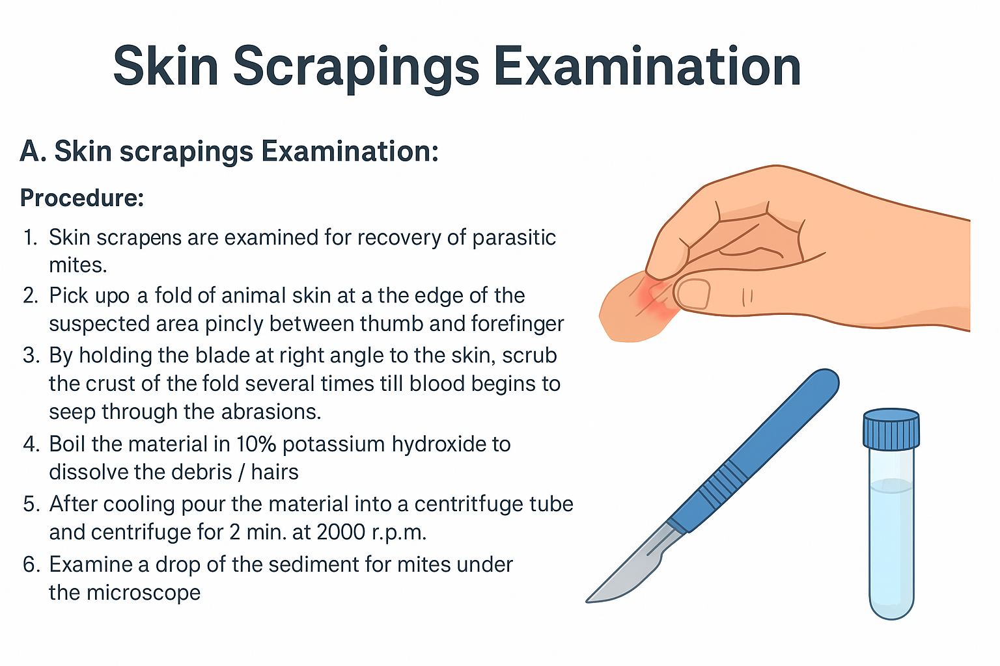 Skin Scrapings Examination
A. Skin scrapings Examination:
Procedure:
1. Skin scrapens are examined for recovery of parasitic
mites.
2. Pick upo a fold of animal skin at a the edge of the
suspected area pincly between thumb and forefinger
3. By holding the blade at right angle to the skin, scrub
the crust of the fold several times till blood begins to
seep through the abrasions.
4. Boil the material in 10% potassium hydroxide to
dissolve the debris / hairs
5. After cooling pour the material into a centritfuge tube
and centrifuge for 2 min. at 2000 r.p.m.
6. Examine a drop of the sediment for mites under
the microscope